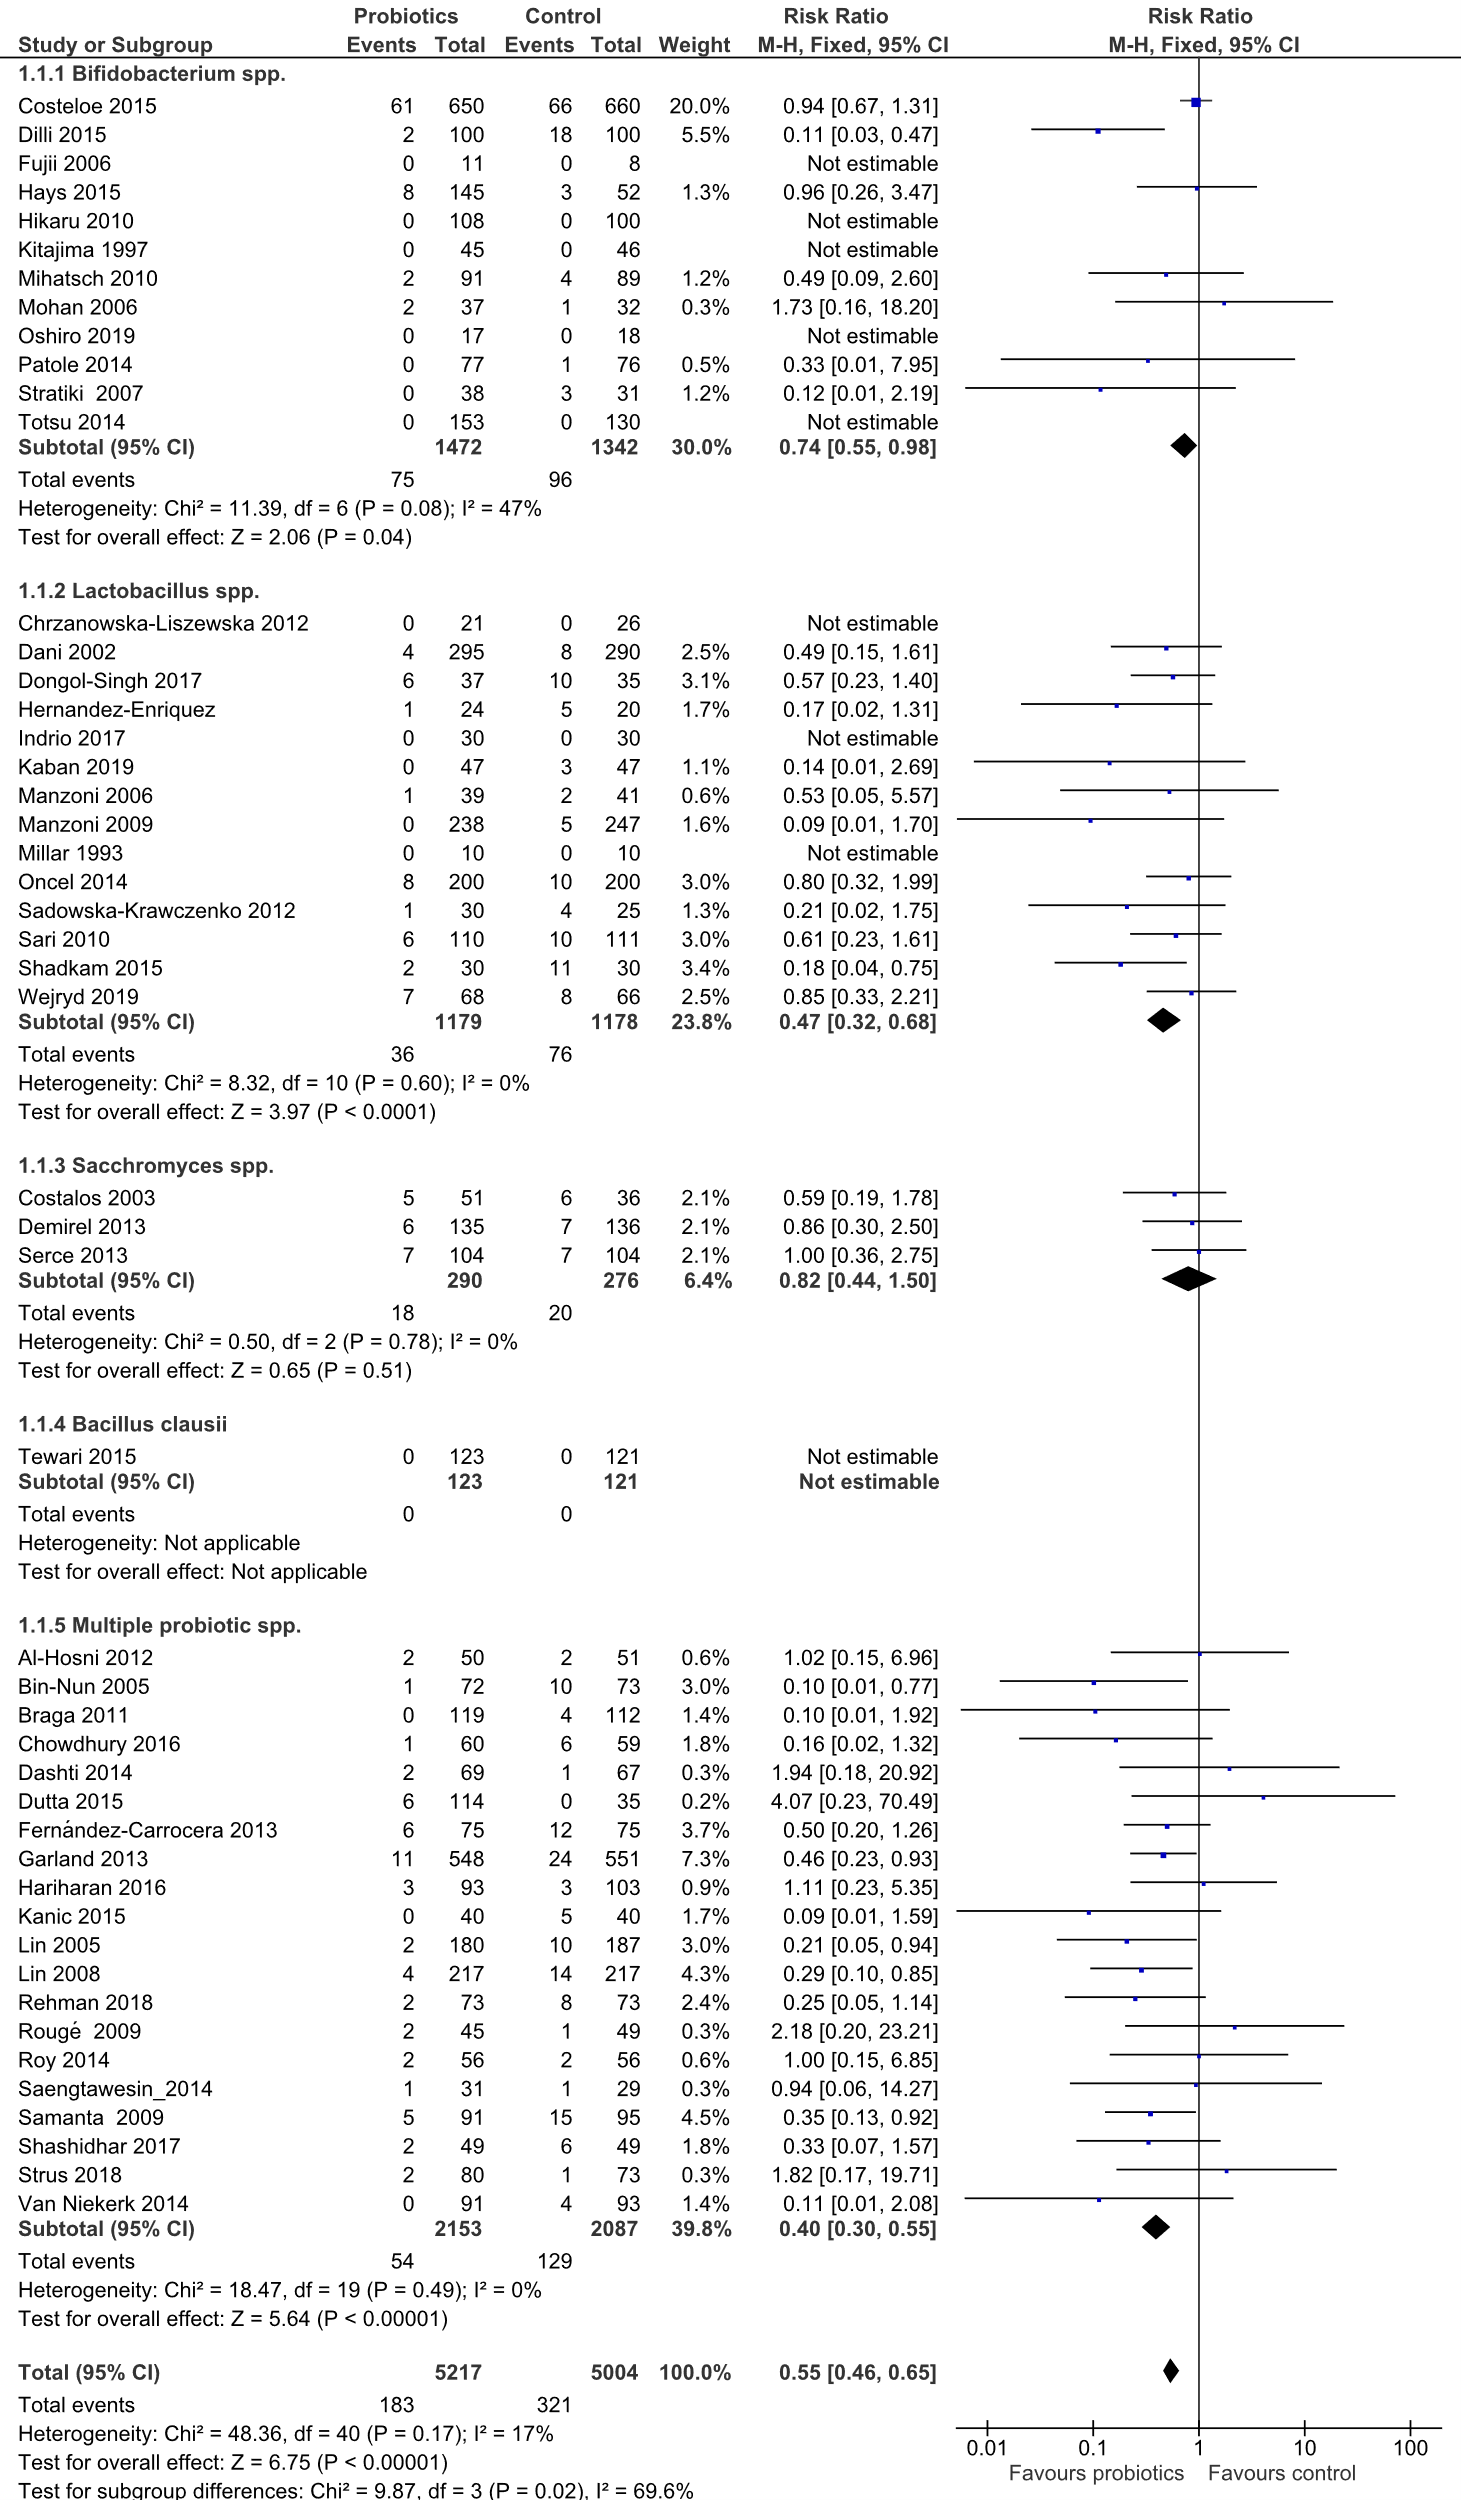 Probiotics Control Risk Ratio Risk Ratio
Study or Subgroup Events Total Events Total Weight M-H, Fixed, 95% CI M-H, Fixed, 95% CI
1.1.1 Bifidobacterium spp.
Costeloe 2015 61 650 66 660 20.0% 0.94 [0.67, 1.31]
Dilli 2015 2 100 18 100 5.5% 0.11 [0.03, 0.47]
Fujii 2006 0 11 0 8 Not estimable
Hays 2015 8 145 3 52 1.3% 0.96 [0.26, 3.47]
Hikaru 2010 0 108 0 100 Not estimable
Kitajima 1997 0 45 0 46 Not estimable
Mihatsch 2010 2 91 4 89 1.2% 0.49 [0.09, 2.60]
Mohan 2006 2 37 1 32 0.3% 1.73 [0.16, 18.20]
Oshiro 2019 0 17 0 18 Not estimable
Patole 2014 0 77 1 76 0.5% 0.33 [0.01, 7.95]
Stratiki 2007 0 38 3 31 1.2% 0.12 [0.01, 2.19]
Totsu 2014 0 153 0 130 Not estimable
Subtotal (95% CI) 1472 1342 30.0% 0.74 [0.55, 0.98]
Total events 75 96
Heterogeneity: Chi² = 11.39, df = 6 (P = 0.08); I² = 47%
Test for overall effect: Z = 2.06 (P = 0.04)
1.1.2 Lactobacillus spp.
Chrzanowska-Liszewska 2012 0 21 0 26 Not estimable
Dani 2002 4 295 8 290 2.5% 0.49 [0.15, 1.61]
Dongol-Singh 2017 6 37 10 35 3.1% 0.57 [0.23, 1.40]
Hernandez-Enriquez 1 24 5 20 1.7% 0.17 [0.02, 1.31]
Indrio 2017 0 30 0 30 Not estimable
Kaban 2019 0 47 3 47 1.1% 0.14 [0.01, 2.69]
Manzoni 2006 1 39 2 41 0.6% 0.53 [0.05, 5.57]
Manzoni 2009 0 238 5 247 1.6% 0.09 [0.01, 1.70]
Millar 1993 0 10 0 10 Not estimable
Oncel 2014 8 200 10 200 3.0% 0.80 [0.32, 1.99]
Sadowska-Krawczenko 2012 1 30 4 25 1.3% 0.21 [0.02, 1.75]
Sari 2010 6 110 10 111 3.0% 0.61 [0.23, 1.61]
Shadkam 2015 2 30 11 30 3.4% 0.18 [0.04, 0.75]
Wejryd 2019 7 68 8 66 2.5% 0.85 [0.33, 2.21]
Subtotal (95% CI) 1179 1178 23.8% 0.47 [0.32, 0.68]
Total events 36 76
Heterogeneity: Chi² = 8.32, df = 10 (P = 0.60); I² = 0%
Test for overall effect: Z = 3.97 (P < 0.0001)
1.1.3 Sacchromyces spp.
Costalos 2003 5 51 6 36 2.1% 0.59 [0.19, 1.78]
Demirel 2013 6 135 7 136 2.1% 0.86 [0.30, 2.50]
Serce 2013 7 104 7 104 2.1% 1.00 [0.36, 2.75]
Subtotal (95% CI) 290 276 6.4% 0.82 [0.44, 1.50]
Total events 18 20
Heterogeneity: Chi² = 0.50, df = 2 (P = 0.78); I² = 0%
Test for overall effect: Z = 0.65 (P = 0.51)
1.1.4 Bacillus clausii
Tewari 2015 0 123 0 121 Not estimable
Subtotal (95% CI) 123 121 Not estimable
Total events 0 0
Heterogeneity: Not applicable
Test for overall effect: Not applicable
1.1.5 Multiple probiotic spp.
Al-Hosni 2012 2 50 2 51 0.6% 1.02 [0.15, 6.96]
Bin-Nun 2005 1 72 10 73 3.0% 0.10 [0.01, 0.77]
Braga 2011 0 119 4 112 1.4% 0.10 [0.01, 1.92]
Chowdhury 2016 1 60 6 59 1.8% 0.16 [0.02, 1.32]
Dashti 2014 2 69 1 67 0.3% 1.94 [0.18, 20.92]
Dutta 2015 6 114 0 35 0.2% 4.07 [0.23, 70.49]
Fernández-Carrocera 2013 6 75 12 75 3.7% 0.50 [0.20, 1.26]
Garland 2013 11 548 24 551 7.3% 0.46 [0.23, 0.93]
Hariharan 2016 3 93 3 103 0.9% 1.11 [0.23, 5.35]
Kanic 2015 0 40 5 40 1.7% 0.09 [0.01, 1.59]
Lin 2005 2 180 10 187 3.0% 0.21 [0.05, 0.94]
Lin 2008 4 217 14 217 4.3% 0.29 [0.10, 0.85]
Rehman 2018 2 73 8 73 2.4% 0.25 [0.05, 1.14]
Rougé 2009 2 45 1 49 0.3% 2.18 [0.20, 23.21]
Roy 2014 2 56 2 56 0.6% 1.00 [0.15, 6.85]
Saengtawesin_2014 1 31 1 29 0.3% 0.94 [0.06, 14.27]
Samanta 2009 5 91 15 95 4.5% 0.35 [0.13, 0.92]
Shashidhar 2017 2 49 6 49 1.8% 0.33 [0.07, 1.57]
Strus 2018 2 80 1 73 0.3% 1.82 [0.17, 19.71]
Van Niekerk 2014 0 91 4 93 1.4% 0.11 [0.01, 2.08]
Subtotal (95% CI) 2153 2087 39.8% 0.40 [0.30, 0.55]
Total events 54 129
Heterogeneity: Chi² = 18.47, df = 19 (P = 0.49); I² = 0%
Test for overall effect: Z = 5.64 (P < 0.00001)
Total (95% CI) 5217 5004 100.0% 0.55 [0.46, 0.65]
Total events 183 321
Heterogeneity: Chi² = 48.36, df = 40 (P = 0.17); I² = 17%
Test for overall effect: Z = 6.75 (P < 0.00001)
Test for subgroup differences: Chi² = 9.87, df = 3 (P = 0.02), I² = 69.6%
0.01 0.1 1 10 100
Favours probiotics Favours control